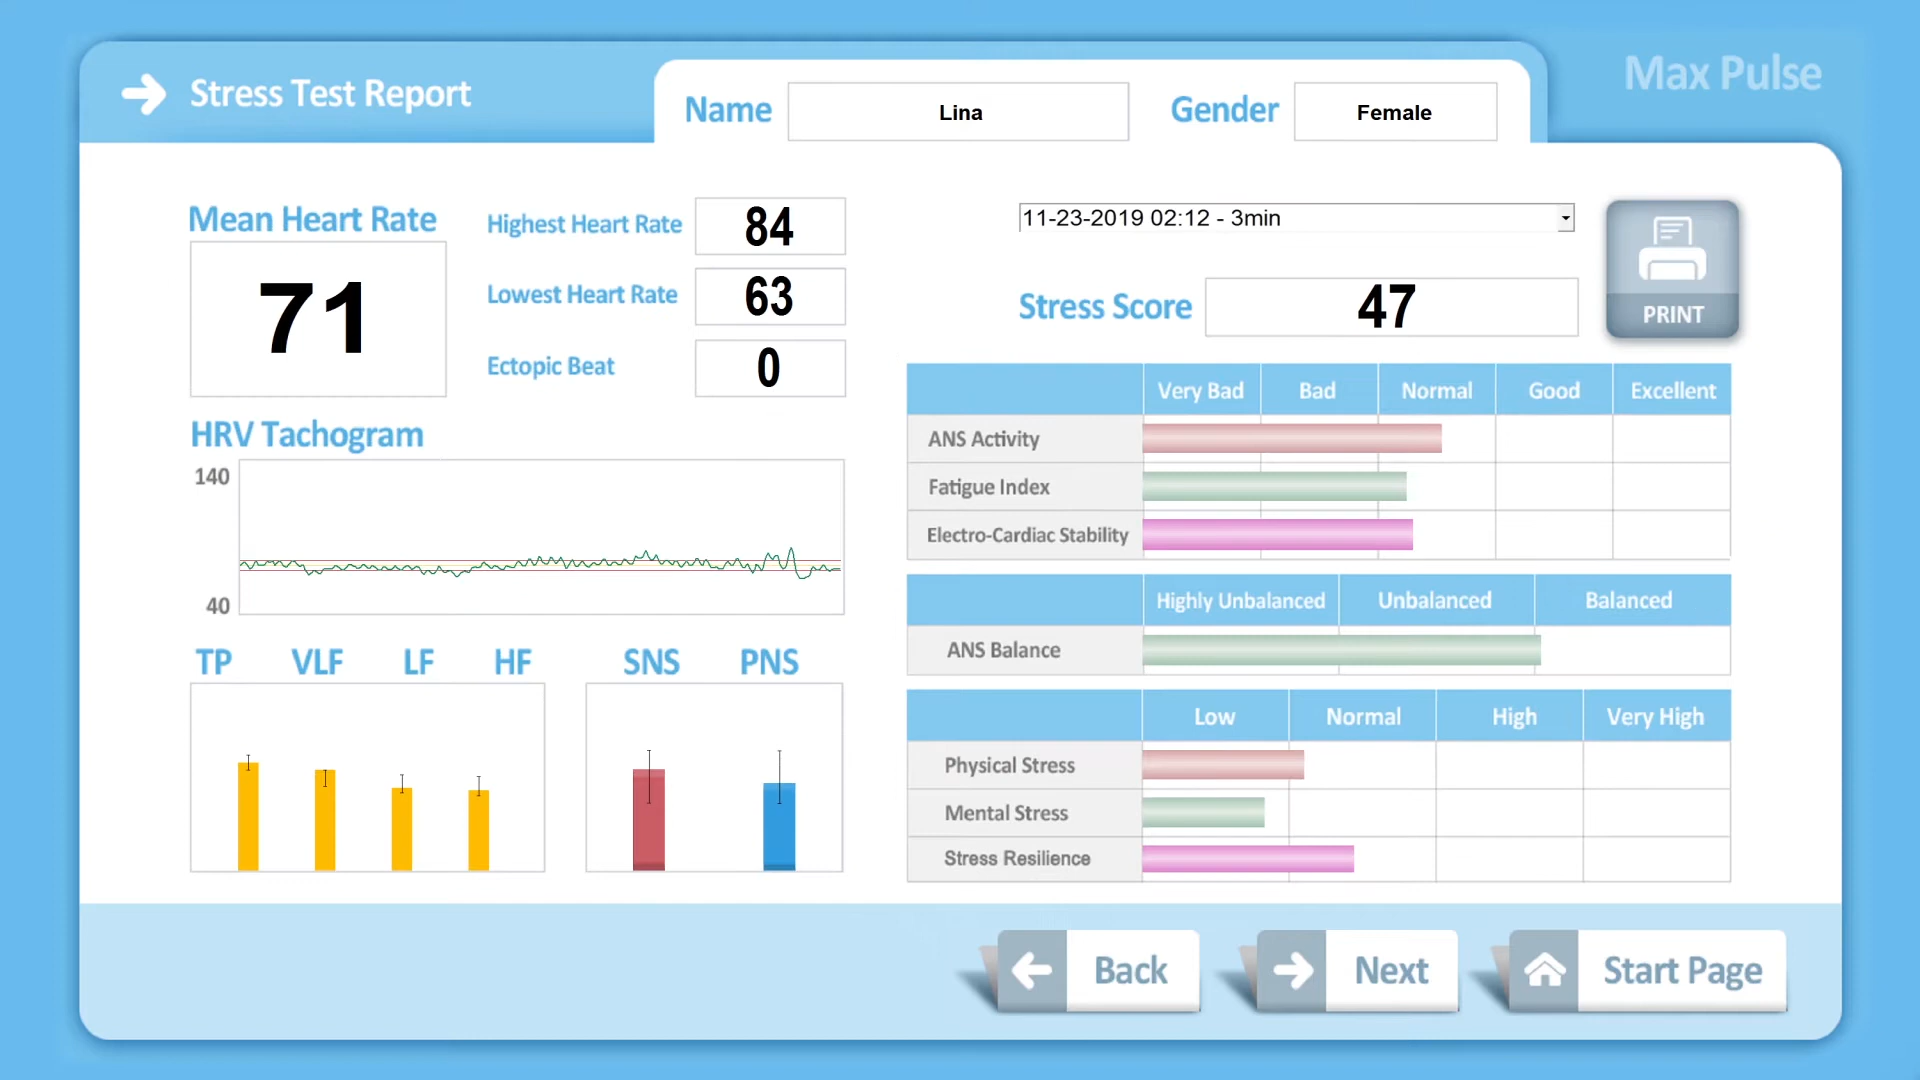 Stress Test Report
Name Lina Gender Female
Max Pulse
Mean Heart Rate
71
Highest Heart Rate 84
Lowest Heart Rate 63
Ectopic Beat 0
11-23-2019 02:12 - 3min
Stress Score 47
PRINT
HRV Tachogram
140
40
TP VLF LF HF
SNS PNS
Very Bad Bad Normal Good Excellent
ANS Activity
Fatigue Index
Electro-Cardiac Stability
Highly Unbalanced Unbalanced Balanced
ANS Balance
Low Normal High Very High
Physical Stress
Mental Stress
Stress Resilience
Back Next Start Page